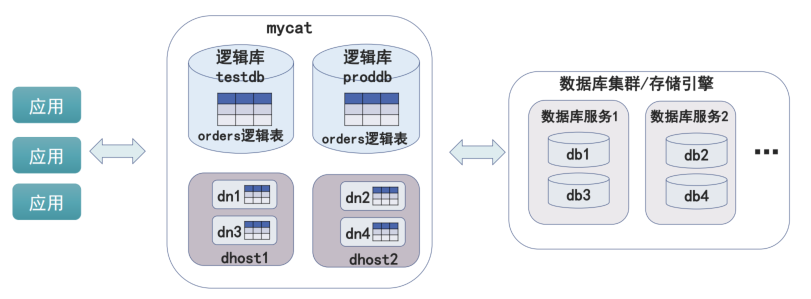 应用
应用
应用
mycat
逻辑库
testdb
orders逻辑表
逻辑库
proddb
orders逻辑表
dn1
dn3
dhost1
dn2
dn4
dhost2
数据库集群/存储引擎
数据库服务1
db1
db3
数据库服务2
db2
db4
...